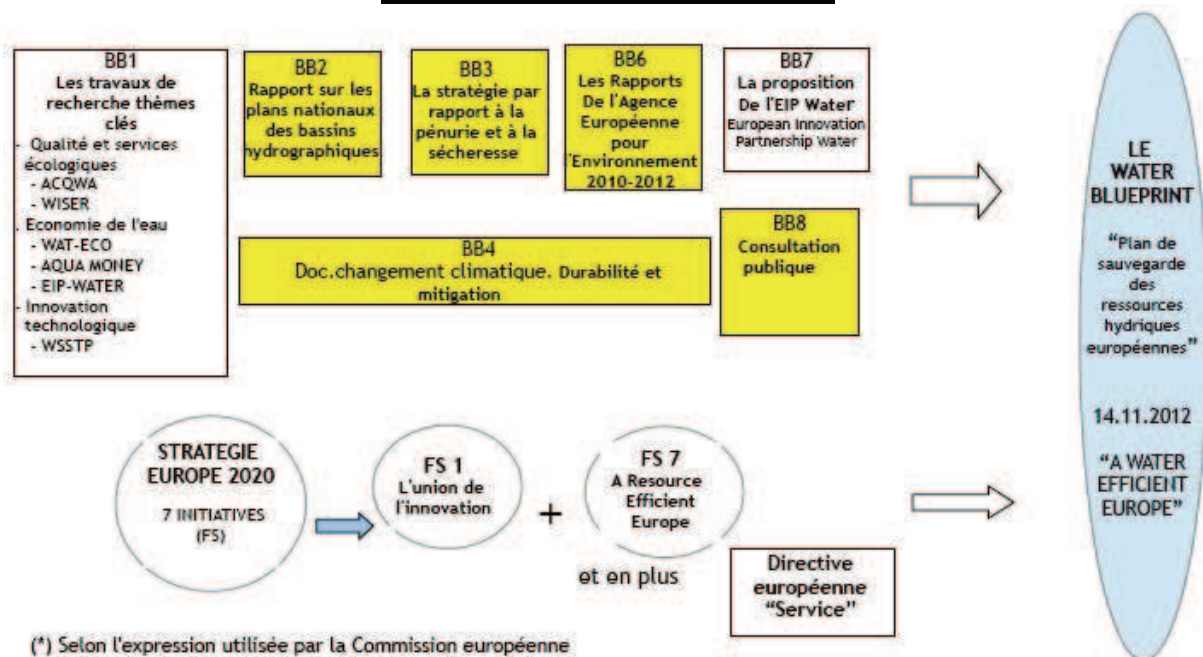 BB1
Les travaux de
recherche thèmes
clés
- Qualité et services
écologiques
- ACQWA
- WISER
. Economie de l'eau
- WAT-ECO
- AQUA MONEY
- EIP-WATER
- Innovation
technologique
- WSSTP
BB2
Rapport sur les
plans nationaux
des bassins
hydrographiques
BB3
La stratégie par
rapport à la
pénurie et à la
sécheresse
BB6
Les Rapports
De l'Agence
Européenne
pour
l'Environnement
2010-2012
BB7
La proposition
De l'EIP Water
European Innovation
Partnership Water
BB4
Doc.changement climatique. Durabilité et
mitigation
BB8
Consultation
publique
LE
WATER
BLUEPRINT
“Plan de
sauvegarde
des
ressources
hydriques
européennes”
14.11.2012
“A WATER
EFFICIENT
EUROPE”
STRATEGIE
EUROPE 2020
7 INITIATIVES
(FS)
FS 1
L'union de
l'innovation
+
FS 7
A Resource
Efficient
Europe
et en plus
Directive
européenne
“Service”
(*) Selon l'expression utilisée par la Commission européenne